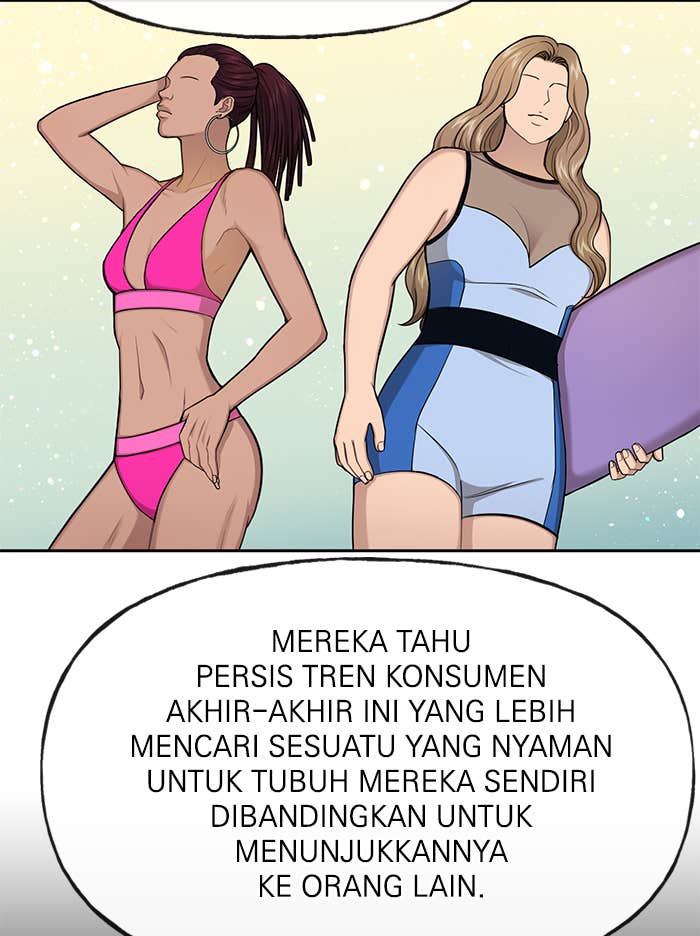 MEREKA TAHU
PERSIS TREN KONSUMEN
AKHIR-AKHIR INI YANG LEBIH
MENCARI SESUATU YANG NYAMAN
UNTUK TUBUH MEREKA SENDIRI
DIBANDINGKAN UNTUK
MENUNJUKKANNYA
KE ORANG LAIN.